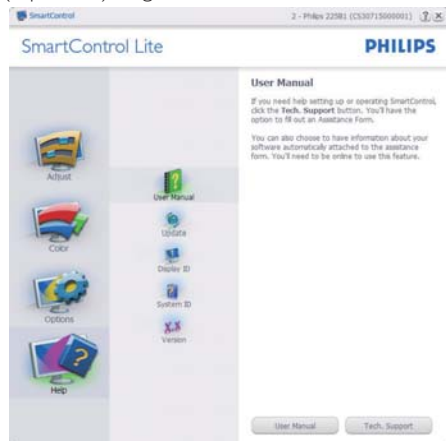 SmartControl
2 - Philips 225B1 (CS30715000001)
SmartControl Lite
PHILIPS
Adjust
Color
Options
Help
User Manual
Update
Display ID
System ID
Version
User Manual
If you need help setting up or operating SmartControl,
click the Tech. Support button. You'll have the
option to fill out an Assistance Form.
You can also choose to have information about your
software automatically attached to the assistance
form. You'll need to be online to use this feature.
User Manual
Tech. Support